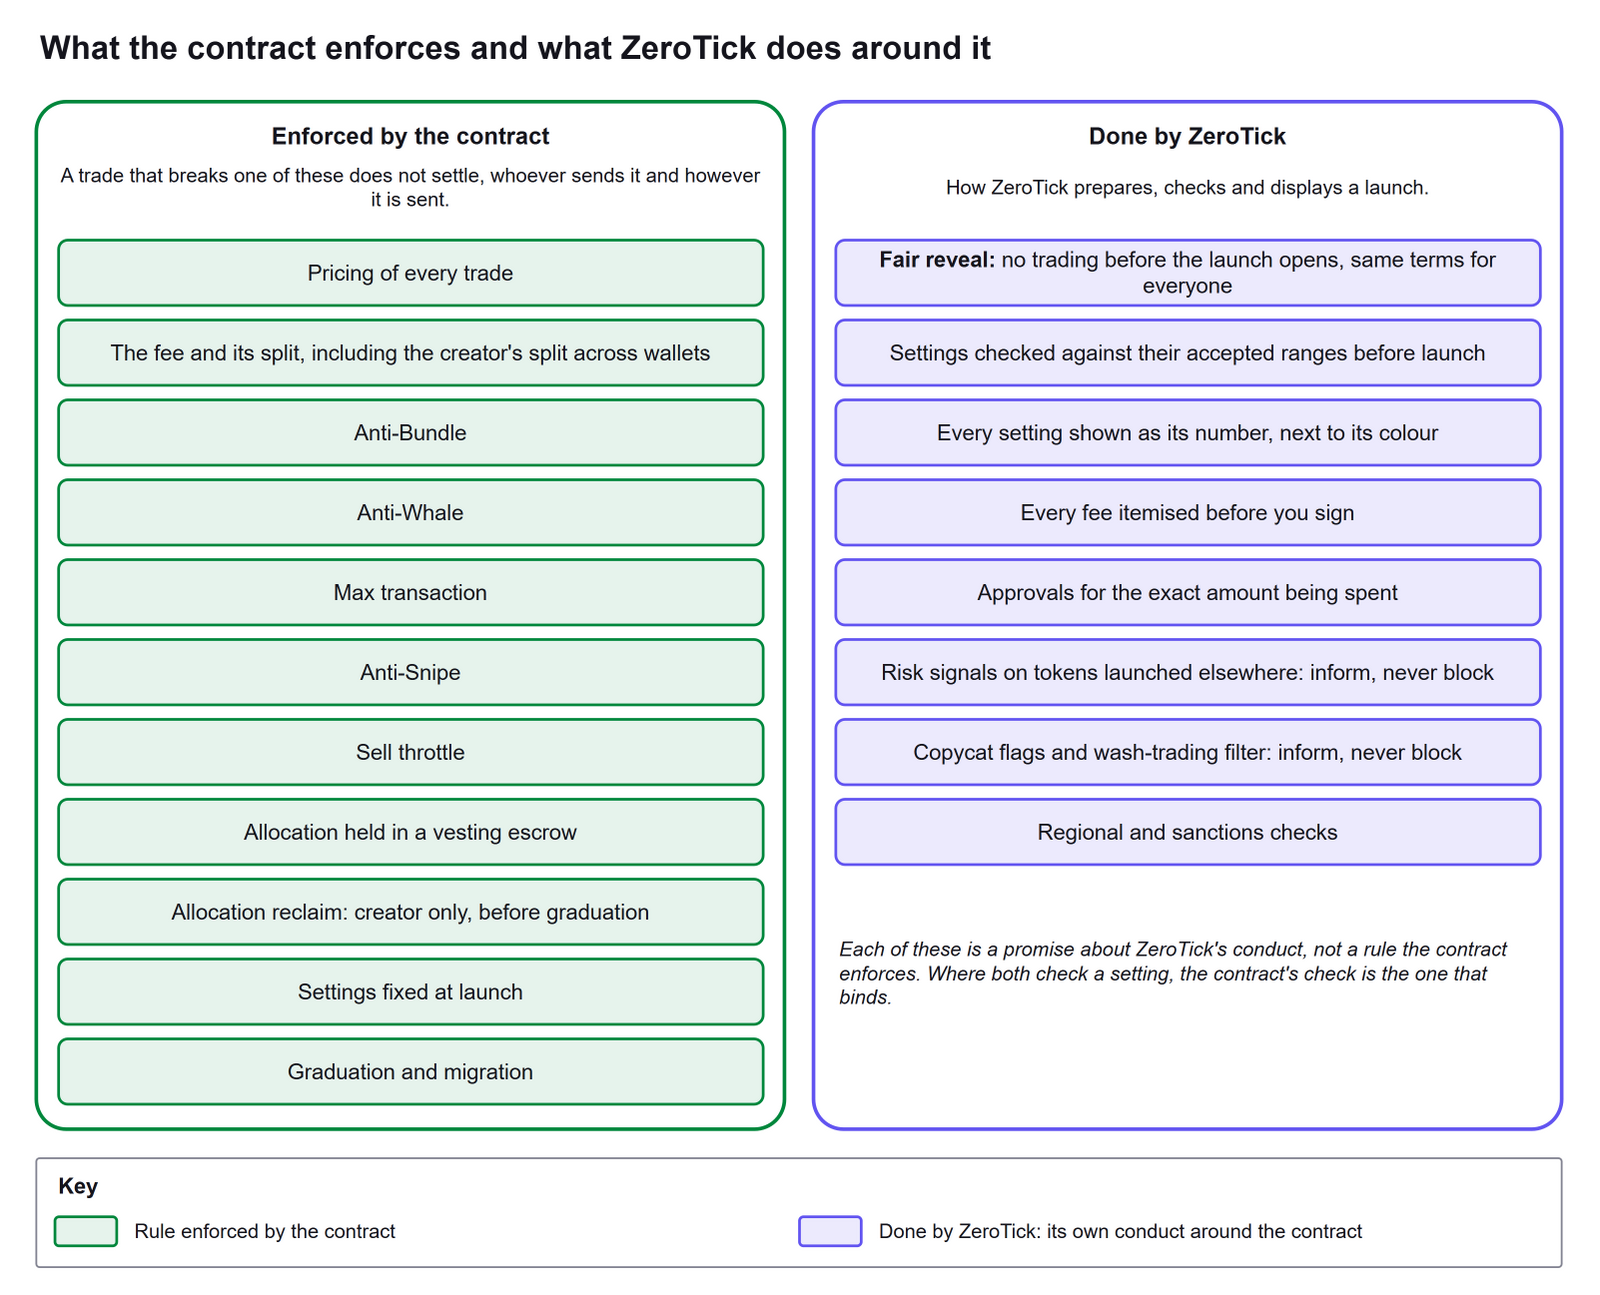 What the contract enforces and what ZeroTick does around it
Enforced by the contract
A trade that breaks one of these does not settle, whoever sends it and however
it is sent.
Pricing of every trade
The fee and its split, including the creator's split across wallets
Anti-Bundle
Anti-Whale
Max transaction
Anti-Snipe
Sell throttle
Allocation held in a vesting escrow
Allocation reclaim: creator only, before graduation
Settings fixed at launch
Graduation and migration
Done by ZeroTick
How ZeroTick prepares, checks and displays a launch.
Fair reveal: no trading before the launch opens, same terms for
everyone
Settings checked against their accepted ranges before launch
Every setting shown as its number, next to its colour
Every fee itemised before you sign
Approvals for the exact amount being spent
Risk signals on tokens launched elsewhere: inform, never block
Copycat flags and wash-trading filter: inform, never block
Regional and sanctions checks
Each of these is a promise about ZeroTick's conduct, not a rule the contract
enforces. Where both check a setting, the contract's check is the one that
binds.
Key
Rule enforced by the contract
Done by ZeroTick: its own conduct around the contract